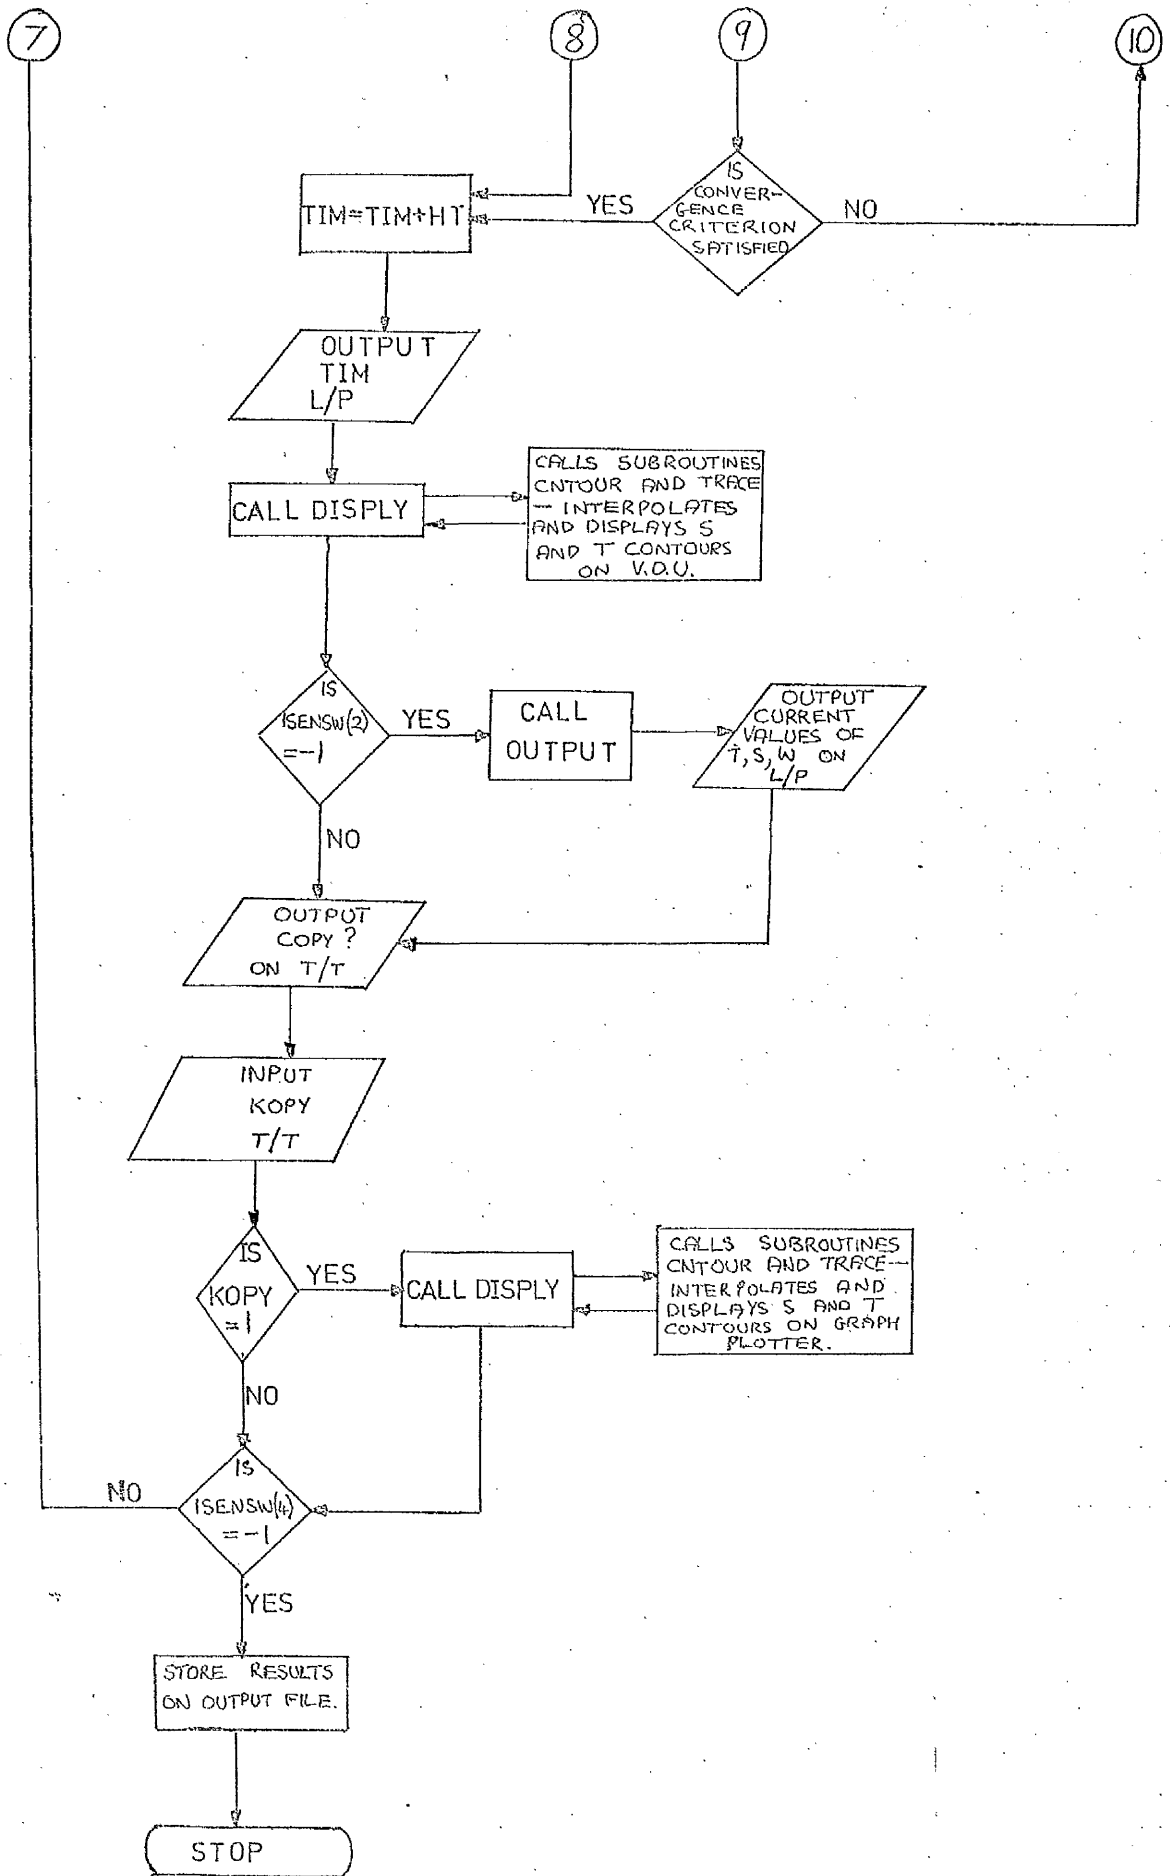 7
8
9
10
IS
CONVER-
GENCE
CRITERION
SATISFIED
YES
NO
TIM=TIM+HT
OUTPUT
TIM
L/P
CALL DISPLY
CALLS SUBROUTINES
CNTOUR AND TRACE
- INTERPOLATES
AND DISPLAYS S
AND T CONTOURS
ON V.D.U.
IS
ISENSW(2)
=-1
YES
NO
CALL
OUTPUT
OUTPUT
CURRENT
VALUES OF
T, S, W ON
L/P
OUTPUT
COPY?
ON T/T
INPUT
KOPY
T/T
IS
KOPY
=1
YES
NO
CALL DISPLY
CALLS SUBROUTINES
CNTOUR AND TRACE-
INTERPOLATES AND
DISPLAYS S AND T
CONTOURS ON GRAPH
PLOTTER.
IS
ISENSW(4)
=-1
NO
YES
STORE RESULTS
ON OUTPUT FILE.
STOP